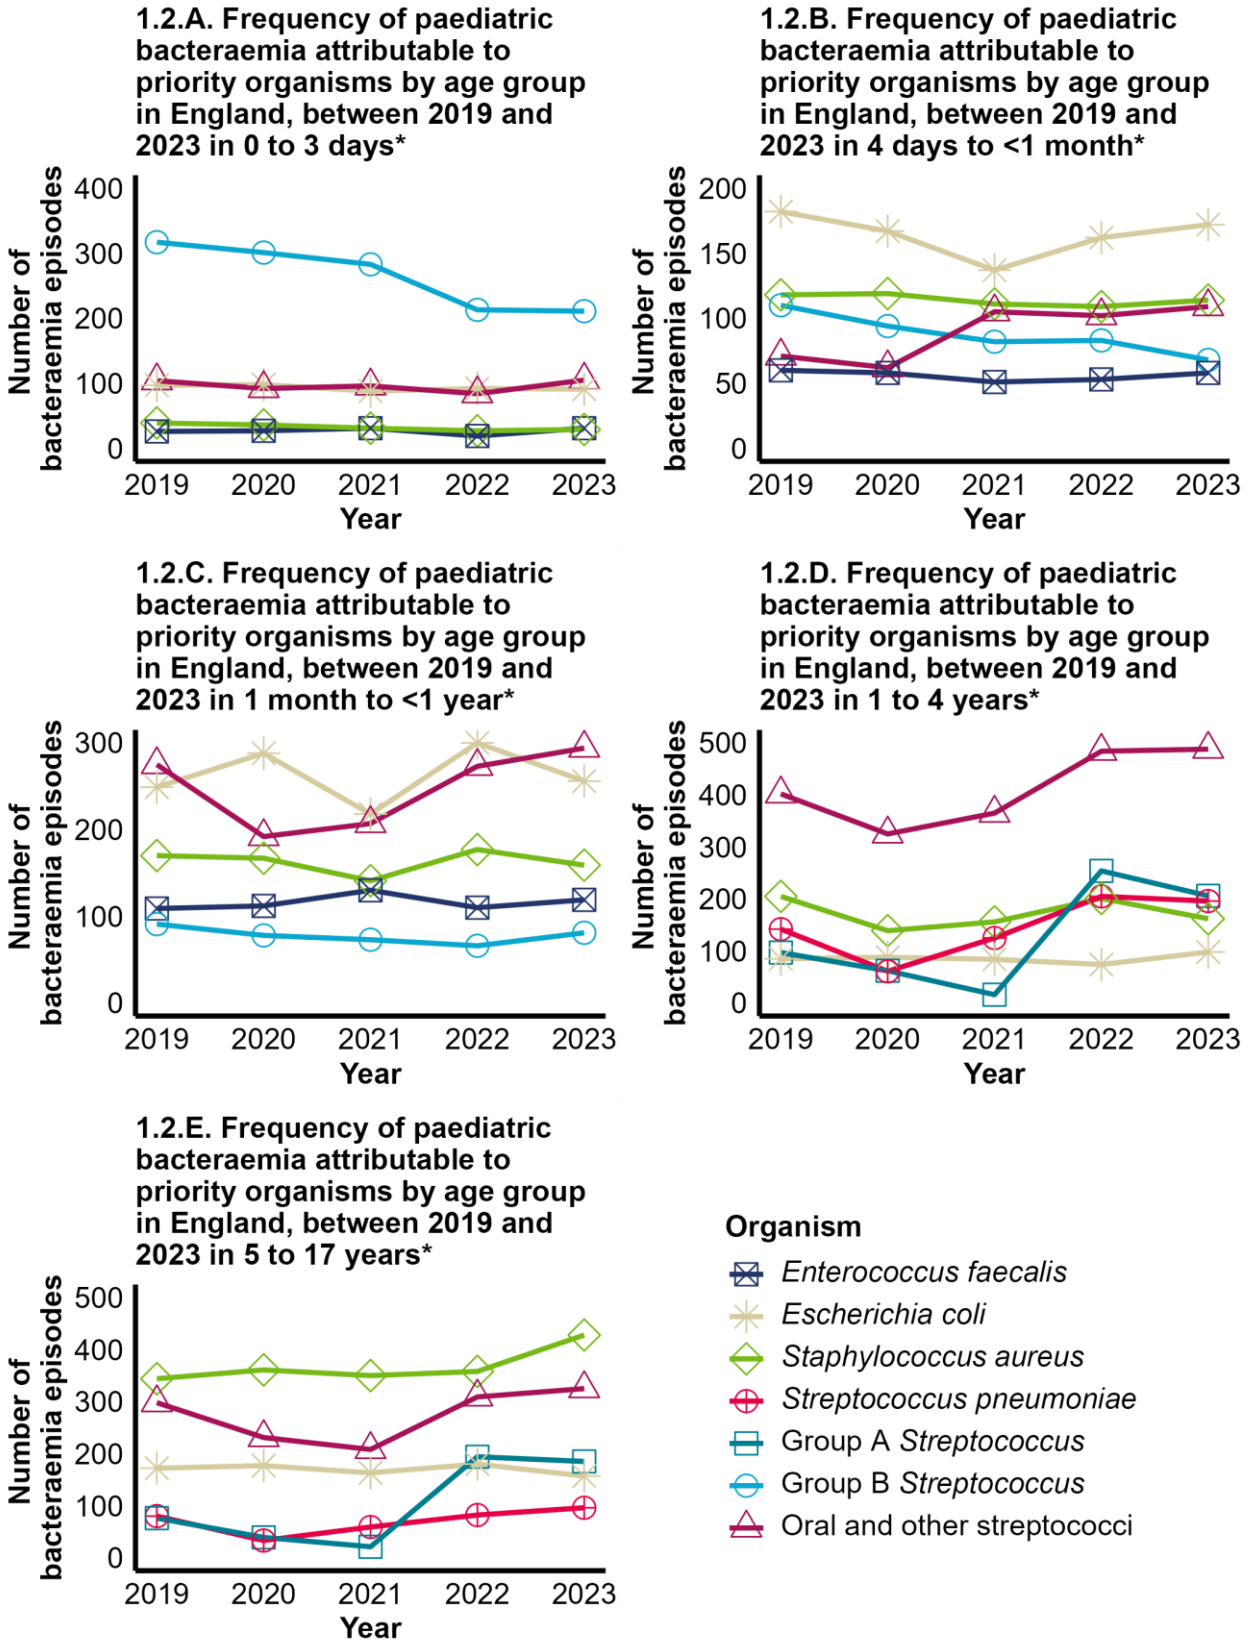 1.2.A. Frequency of paediatric
bacteraemia attributable to
priority organisms by age group
in England, between 2019 and
2023 in 0 to 3 days*
Number of
bacteraemia episodes
400
300
200
100
0
2019 2020 2021 2022 2023
Year
1.2.B. Frequency of paediatric
bacteraemia attributable to
priority organisms by age group
in England, between 2019 and
2023 in 4 days to <1 month*
Number of
bacteraemia episodes
200
150
100
50
0
2019 2020 2021 2022 2023
Year
1.2.C. Frequency of paediatric
bacteraemia attributable to
priority organisms by age group
in England, between 2019 and
2023 in 1 month to <1 year*
Number of
bacteraemia episodes
300
200
100
0
2019 2020 2021 2022 2023
Year
1.2.D. Frequency of paediatric
bacteraemia attributable to
priority organisms by age group
in England, between 2019 and
2023 in 1 to 4 years*
Number of
bacteraemia episodes
500
400
300
200
100
0
2019 2020 2021 2022 2023
Year
1.2.E. Frequency of paediatric
bacteraemia attributable to
priority organisms by age group
in England, between 2019 and
2023 in 5 to 17 years*
Number of
bacteraemia episodes
500
400
300
200
100
0
2019 2020 2021 2022 2023
Year
Organism
Enterococcus faecalis
Escherichia coli
Staphylococcus aureus
Streptococcus pneumoniae
Group A Streptococcus
Group B Streptococcus
Oral and other streptococci